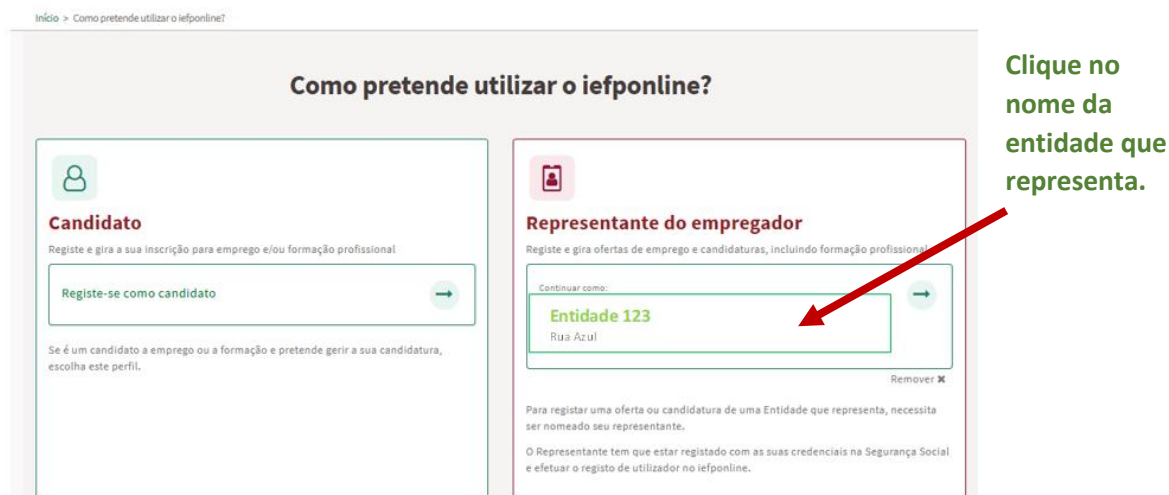 Início > Como pretende utilizar o iefponline?
Como pretende utilizar o iefponline?
Clique no
nome da
entidade que
representa.
Candidato
Registe e gira a sua inscrição para emprego e/ou formação profissional
Registe-se como candidato
Se é um candidato a emprego ou a formação e pretende gerir a sua candidatura,
escolha este perfil.
Representante do empregador
Registe e gira ofertas de emprego e candidaturas, incluindo formação profissional
Continuar como:
Entidade 123
Rua Azul
Remover ✖
Para registar uma oferta ou candidatura de uma Entidade que representa, necessita
ser nomeado seu representante.
O Representante tem que estar registado com as suas credenciais na Segurança Social
e efetuar o registo de utilizador no iefponline.